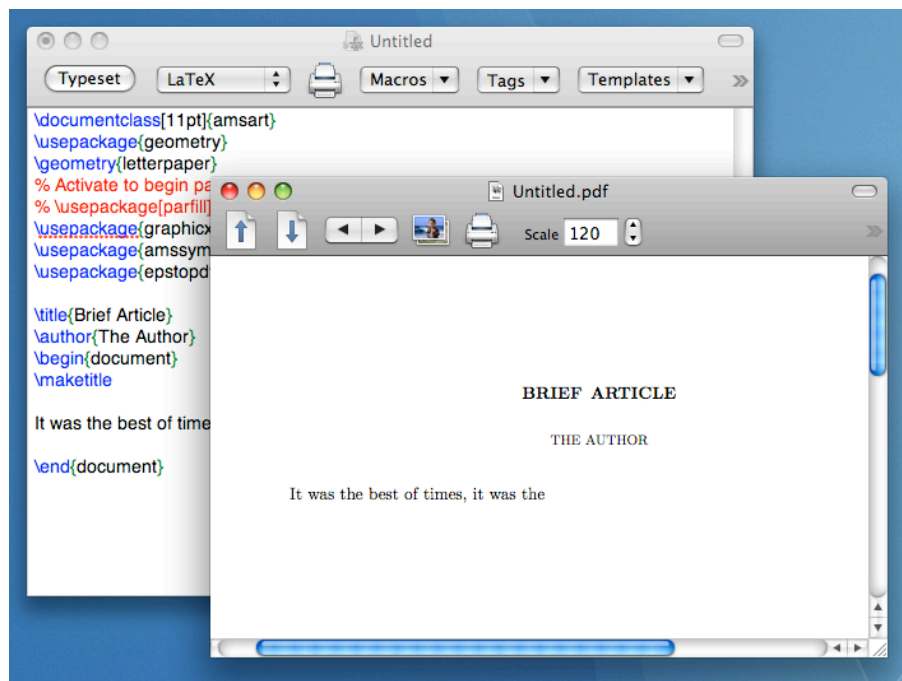 Untitled
Typeset LaTeX Macros Tags Templates
\documentclass[11pt]{amsart}
\usepackage{geometry}
\geometry{letterpaper}
% Activate to begin pa
% \usepackage[parfill]
\usepackage{graphicx
\usepackage{amssym
\usepackage{epstopd
\title{Brief Article}
\author{The Author}
\begin{document}
\maketitle
It was the best of time
\end{document}
Untitled.pdf
Scale 120
BRIEF ARTICLE
THE AUTHOR
It was the best of times, it was the